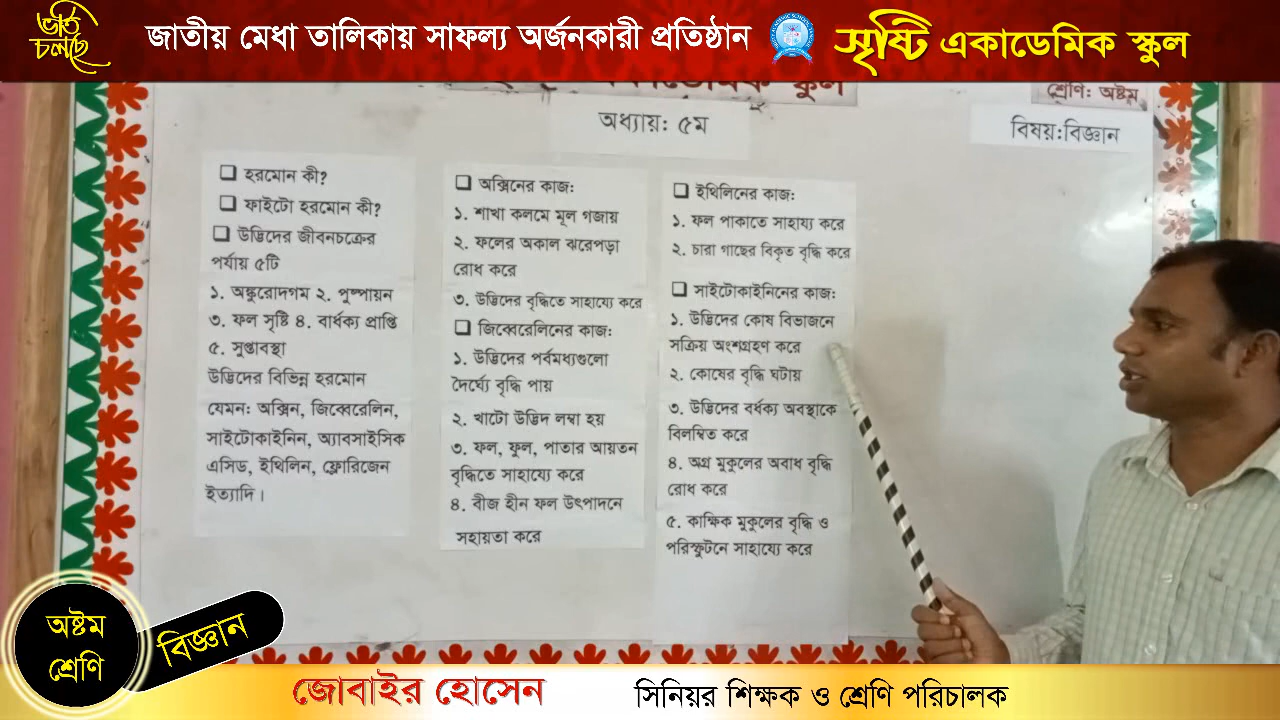 ভর্তি চলছে
জাতীয় মেধা তালিকায় সাফল্য অর্জনকারী প্রতিষ্ঠান
সৃষ্টি একাডেমিক স্কুল
শ্রেণি: অষ্টম
অধ্যায়: ৫ম
বিষয়:বিজ্ঞান
❑ হরমোন কী?
❑ ফাইটো হরমোন কী?
❑ উদ্ভিদের জীবনচক্রের
পর্যায় ৫টি
১. অঙ্কুরোদগম ২. পুষ্পায়ন
৩. ফল সৃষ্টি ৪. বার্ধক্য প্রাপ্তি
৫. সুপ্তাবস্থা
উদ্ভিদের বিভিন্ন হরমোন
যেমন: অক্সিন, জিব্বেরেলিন,
সাইটোকাইনিন, অ্যাবসাইসিক
এসিড, ইথিলিন, ফ্লোরিজেন
ইত্যাদি।
❑ অক্সিনের কাজ:
১. শাখা কলমে মূল গজায়
২. ফলের অকাল ঝরেপড়া
রোধ করে
৩. উদ্ভিদের বৃদ্ধিতে সাহায্যে করে
❑ জিব্বেরেলিনের কাজ:
১. উদ্ভিদের পর্বমধ্যগুলো
দৈর্ঘ্যে বৃদ্ধি পায়
২. খাটো উদ্ভিদ লম্বা হয়
৩. ফল, ফুল, পাতার আয়তন
বৃদ্ধিতে সাহায্যে করে
৪. বীজ হীন ফল উৎপাদনে
সহায়তা করে
❑ ইথিলিনের কাজ:
১. ফল পাকাতে সাহায্য করে
২. চারা গাছের বিকৃত বৃদ্ধি করে
❑ সাইটোকাইনিনের কাজ:
১. উদ্ভিদের কোষ বিভাজনে
সক্রিয় অংশগ্রহণ করে
২. কোষের বৃদ্ধি ঘটায়
৩. উদ্ভিদের বর্ধক্য অবস্থাকে
বিলম্বিত করে
৪. অগ্র মুকুলের অবাধ বৃদ্ধি
রোধ করে
৫. কাক্ষিক মুকুলের বৃদ্ধি ও
পরিস্ফুটনে সাহায্যে করে
অষ্টম
শ্রেণি
বিজ্ঞান
জোবাইর হোসেন
সিনিয়র শিক্ষক ও শ্রেণি পরিচালক